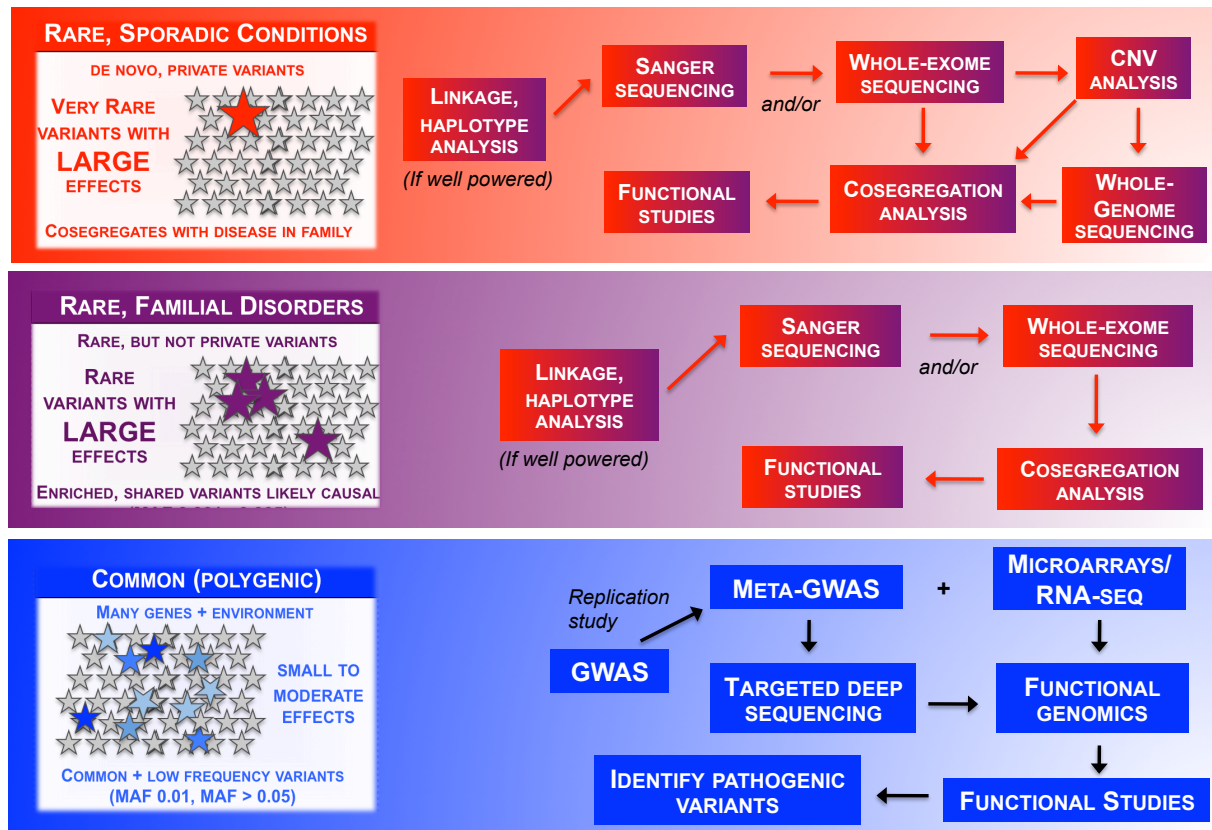 RARE, SPORADIC CONDITIONS
DE NOVO, PRIVATE VARIANTS
VERY RARE
VARIANTS WITH
LARGE
EFFECTS
COSEGREGATES WITH DISEASE IN FAMILY
LINKAGE,
HAPLOTYPE
ANALYSIS
(If well powered)
SANGER
SEQUENCING
and/or
WHOLE-EXOME
SEQUENCING
CNV
ANALYSIS
FUNCTIONAL
STUDIES
COSEGREGATION
ANALYSIS
WHOLE-
GENOME
SEQUENCING
RARE, FAMILIAL DISORDERS
RARE, BUT NOT PRIVATE VARIANTS
RARE
VARIANTS WITH
LARGE
EFFECTS
ENRICHED, SHARED VARIANTS LIKELY CAUSAL
LINKAGE,
HAPLOTYPE
ANALYSIS
(If well powered)
SANGER
SEQUENCING
and/or
WHOLE-EXOME
SEQUENCING
FUNCTIONAL
STUDIES
COSEGREGATION
ANALYSIS
COMMON (POLYGENIC)
MANY GENES + ENVIRONMENT
SMALL TO
MODERATE
EFFECTS
COMMON + LOW FREQUENCY VARIANTS
(MAF 0.01, MAF > 0.05)
Replication
study
GWAS
META-GWAS
+
MICROARRAYS/
RNA-SEQ
TARGETED DEEP
SEQUENCING
FUNCTIONAL
GENOMICS
IDENTIFY PATHOGENIC
VARIANTS
FUNCTIONAL STUDIES